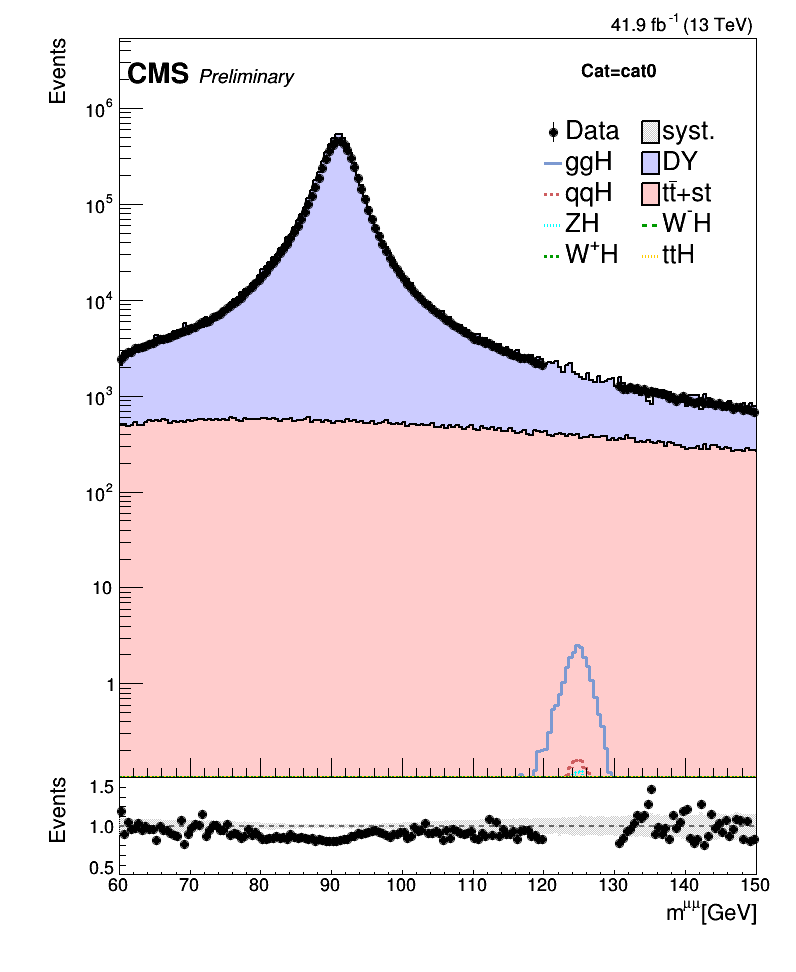 41.9 fb⁻¹ (13 TeV)
Events
CMS Preliminary
Cat=cat0
Data syst.
ggH DY
qqH tt̄+st
ZH W⁻H
W⁺H ttH
10⁶
10⁵
10⁴
10³
10²
10
1
Events
1.5
1.0
0.5
60 70 80 90 100 110 120 130 140 150
m^μμ[GeV]